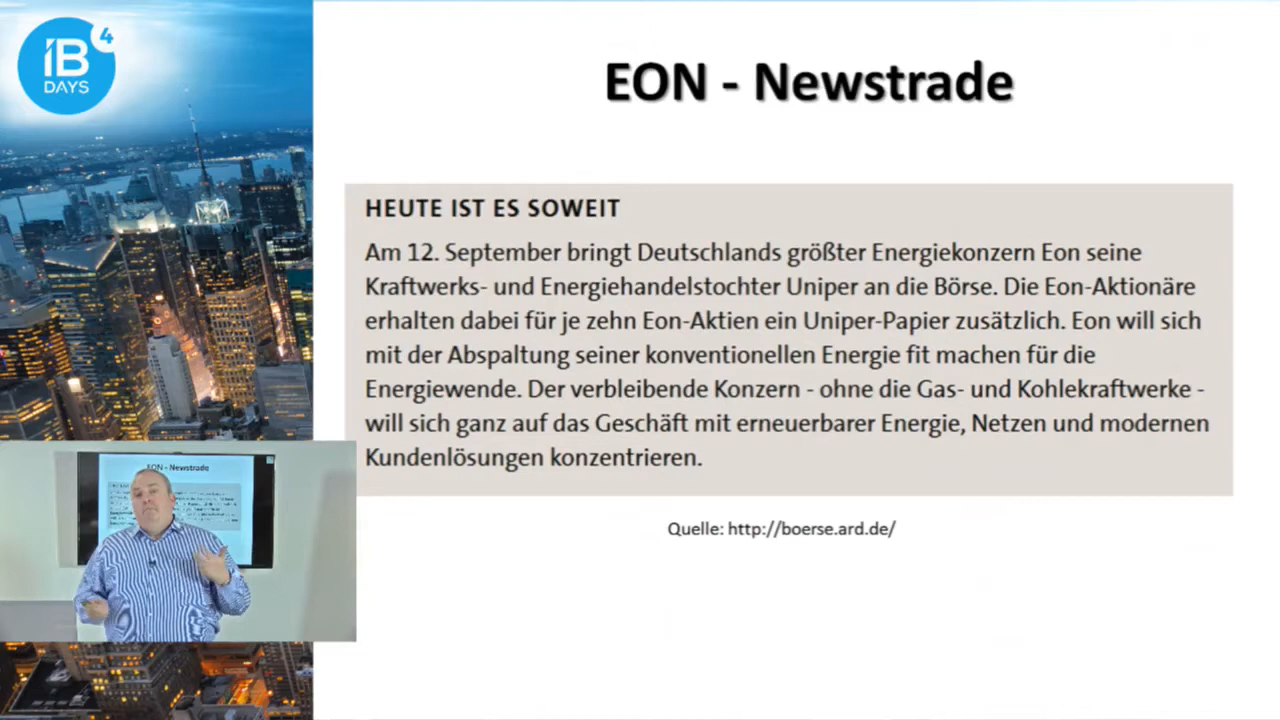 4
iB
DAYS
EON - Newstrade
HEUTE IST ES SOWEIT
Am 12. September bringt Deutschlands größter Energiekonzern Eon seine
Kraftwerks- und Energiehandelstochter Uniper an die Börse. Die Eon-Aktionäre
erhalten dabei für je zehn Eon-Aktien ein Uniper-Papier zusätzlich. Eon will sich
mit der Abspaltung seiner konventionellen Energie fit machen für die
Energiewende. Der verbleibende Konzern - ohne die Gas- und Kohlekraftwerke -
will sich ganz auf das Geschäft mit erneuerbarer Energie, Netzen und modernen
Kundenlösungen konzentrieren.
Quelle: http://boerse.ard.de/
EON - Newstrade